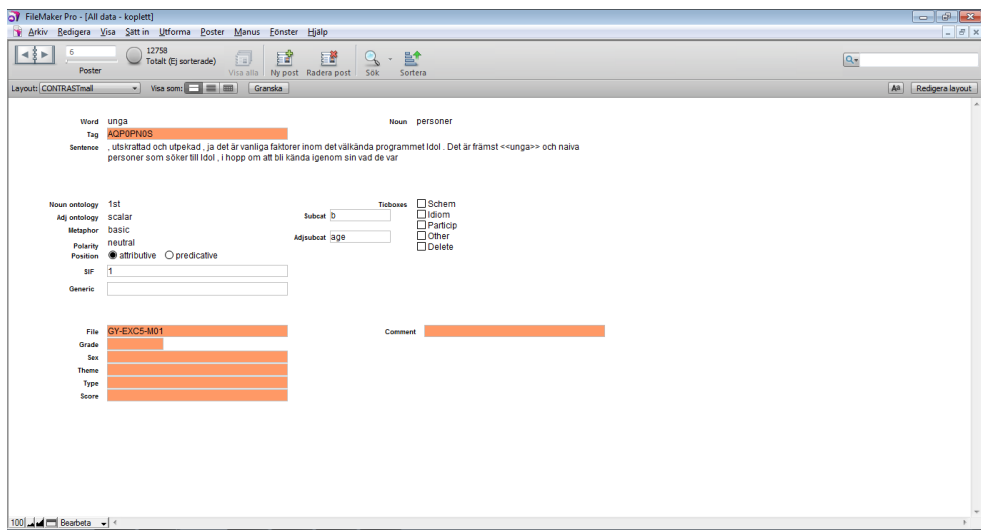 FileMaker Pro - [All data - koplett]
Arkiv Redigera Visa Sätt in Utforma Poster Manus Fönster Hjälp
6 12758
Totalt (Ej sorterade)
Poster Visa alla Ny post Radera post Sök Sortera
Layout: CONTRASTmall Visa som: Granska Aa Redigera layout
Word unga Noun personer
Tag AQP0PN0S
Sentence , utskrattad och utpekad , ja det är vanliga faktorer inom det välkända programmet Idol . Det är främst <<unga>> och naiva
personer som söker till Idol , i hopp om att bli kända igenom sin vad de var
Noun ontology 1st Ticboxes Schem
Adj ontology scalar Subcat b Idiom
Metaphor basic Particip
Polarity neutral Adjsubcat age Other
Position attributive predicative Delete
SIF 1
Generic
File GY-EXC5-M01 Comment
Grade
Sex
Theme
Type
Score
100 Bearbeta